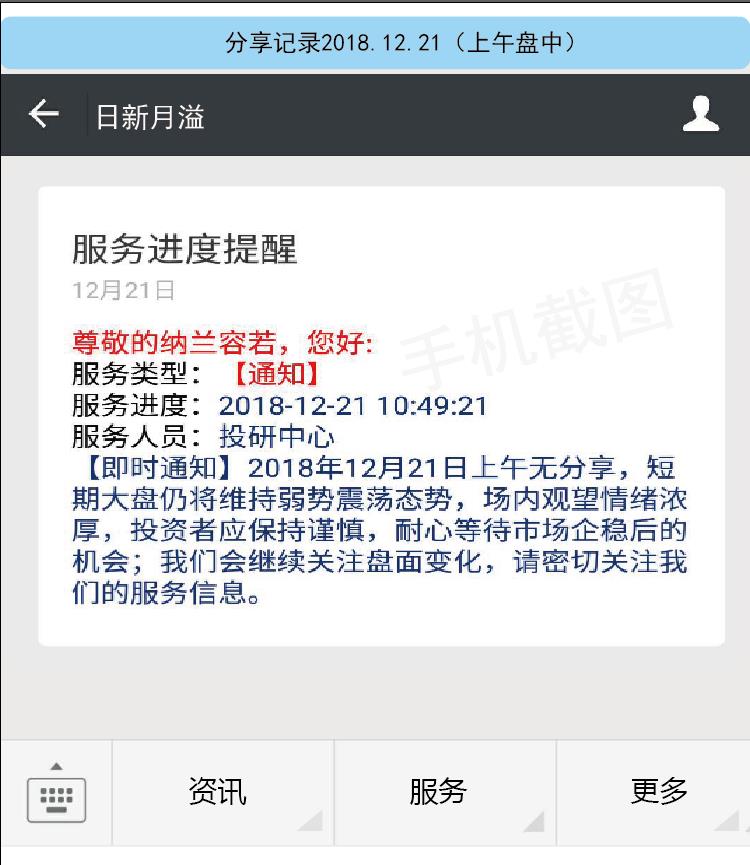 分享记录2018.12.21（上午盘中）
日新月溢
服务进度提醒
12月21日
手机截图
尊敬的纳兰容若，您好:
服务类型：【通知】
服务进度：2018-12-21 10:49:21
服务人员：投研中心
【即时通知】2018年12月21日上午无分享，短
期大盘仍将维持弱势震荡态势，场内观望情绪浓
厚，投资者应保持谨慎，耐心等待市场企稳后的
机会；我们会继续关注盘面变化，请密切关注我
们的服务信息。
资讯
服务
更多